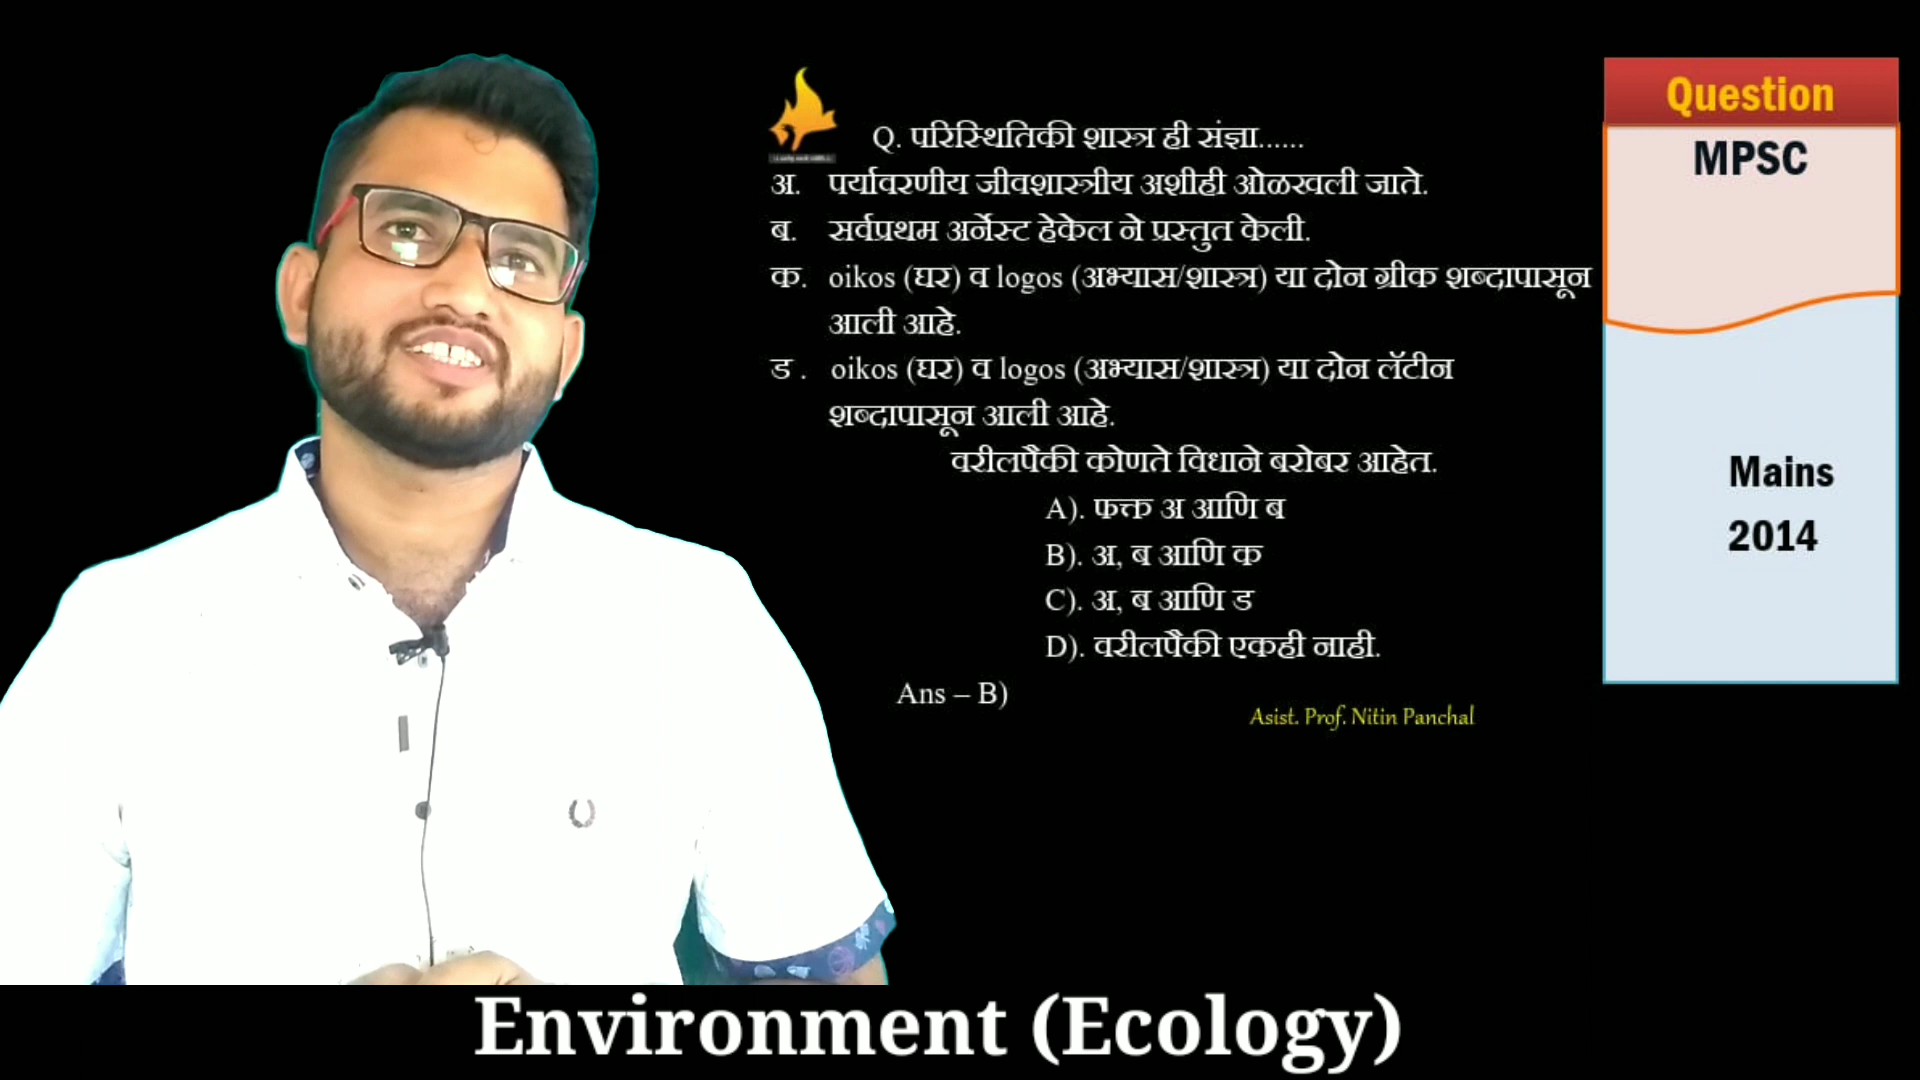 Q. परिस्थितिकी शास्त्र ही संज्ञा......
अ. पर्यावरणीय जीवशास्त्रीय अशीही ओळखली जाते.
ब. सर्वप्रथम अर्नेस्ट हेकेल ने प्रस्तुत केली.
क. oikos (घर) व logos (अभ्यास/शास्त्र) या दोन ग्रीक शब्दापासून
आली आहे.
ड . oikos (घर) व logos (अभ्यास/शास्त्र) या दोन लॅटीन
शब्दापासून आली आहे.
वरीलपैकी कोणते विधाने बरोबर आहेत.
A). फक्त अ आणि ब
B). अ, ब आणि क
C). अ, ब आणि ड
D). वरीलपैकी एकही नाही.
Ans – B)
Asist. Prof. Nitin Panchal
Question
MPSC
Mains
2014
Environment (Ecology)